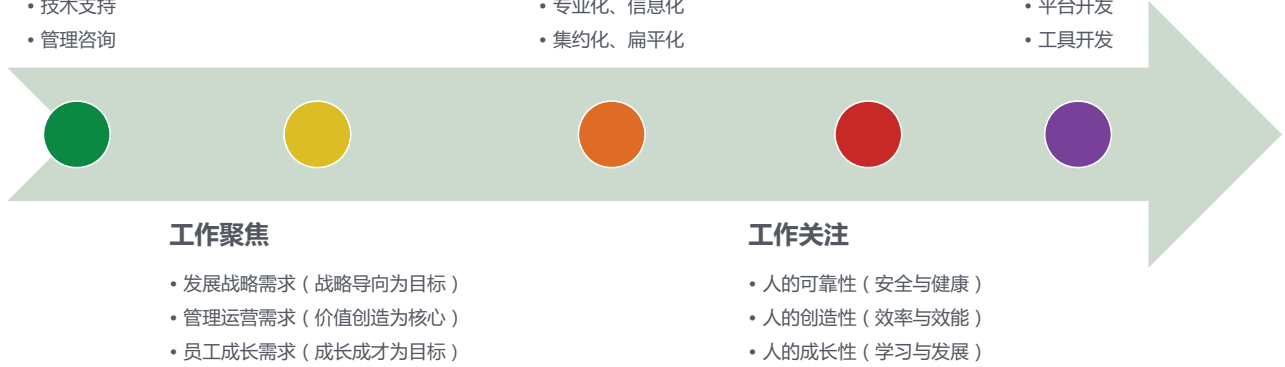 • 技术支持
• 管理咨询
• 专业化、信息化
• 集约化、扁平化
• 平台开发
• 工具开发
工作聚焦
• 发展战略需求（战略导向为目标）
• 管理运营需求（价值创造为核心）
• 员工成长需求（成长成才为目标）
工作关注
• 人的可靠性（安全与健康）
• 人的创造性（效率与效能）
• 人的成长性（学习与发展）